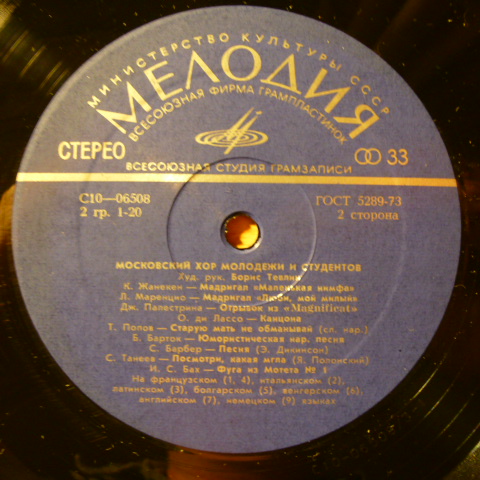 МИНИСТЕРСТВО КУЛЬТУРЫ СССР
МЕЛОДИЯ
ВСЕСОЮЗНАЯ ФИРМА ГРАМПЛАСТИНОК
СТЕРЕО
33
ВСЕСОЮЗНАЯ СТУДИЯ ГРАМЗАПИСИ
С10—06508
ГОСТ 5289-73
2 гр. 1-20
2 сторона
МОСКОВСКИЙ ХОР МОЛОДЕЖИ И СТУДЕНТОВ
Худ. рук. Борис Тевлин
К. Жанекен — Мадригал «Маленькая нимфа»
Л. Маренцио — Мадригал «Люби, мой милый»
Дж. Палестрина — Отрывок из «Magnificat»
О. дж Лассо — Канцона
Т. Попов — Старую мать не обманывай (сл. нар.)
Б. Барток — Юмористическая нар. песня
С. Барбер — Песня (Э. Дикинсон)
С. Танеев — Посмотри, какая мгла (Я. Полонский)
И. С. Бах — Фуга из Мотета № 1
На французском (1, 4), итальянском (2),
латинском (3), болгарском (5), венгерском (6),
английском (7), немецком (9) языках